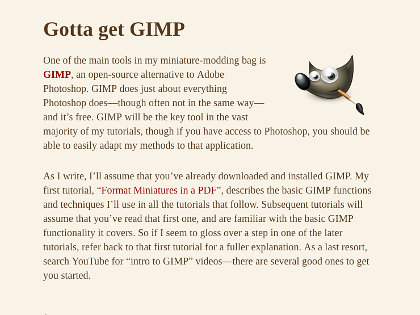 Gotta get GIMP
One of the main tools in my miniature-modding bag is
GIMP, an open-source alternative to Adobe
Photoshop. GIMP does just about everything
Photoshop does—though often not in the same way—
and it’s free. GIMP will be the key tool in the vast
majority of my tutorials, though if you have access to Photoshop, you should be
able to easily adapt my methods to that application.
As I write, I’ll assume that you’ve already downloaded and installed GIMP. My
first tutorial, “Format Miniatures in a PDF”, describes the basic GIMP functions
and techniques I’ll use in all the tutorials that follow. Subsequent tutorials will
assume that you’ve read that first one, and are familiar with the basic GIMP
functionality it covers. So if I seem to gloss over a step in one of the later
tutorials, refer back to that first tutorial for a fuller explanation. As a last resort,
search YouTube for “intro to GIMP” videos—there are several good ones to get
you started.